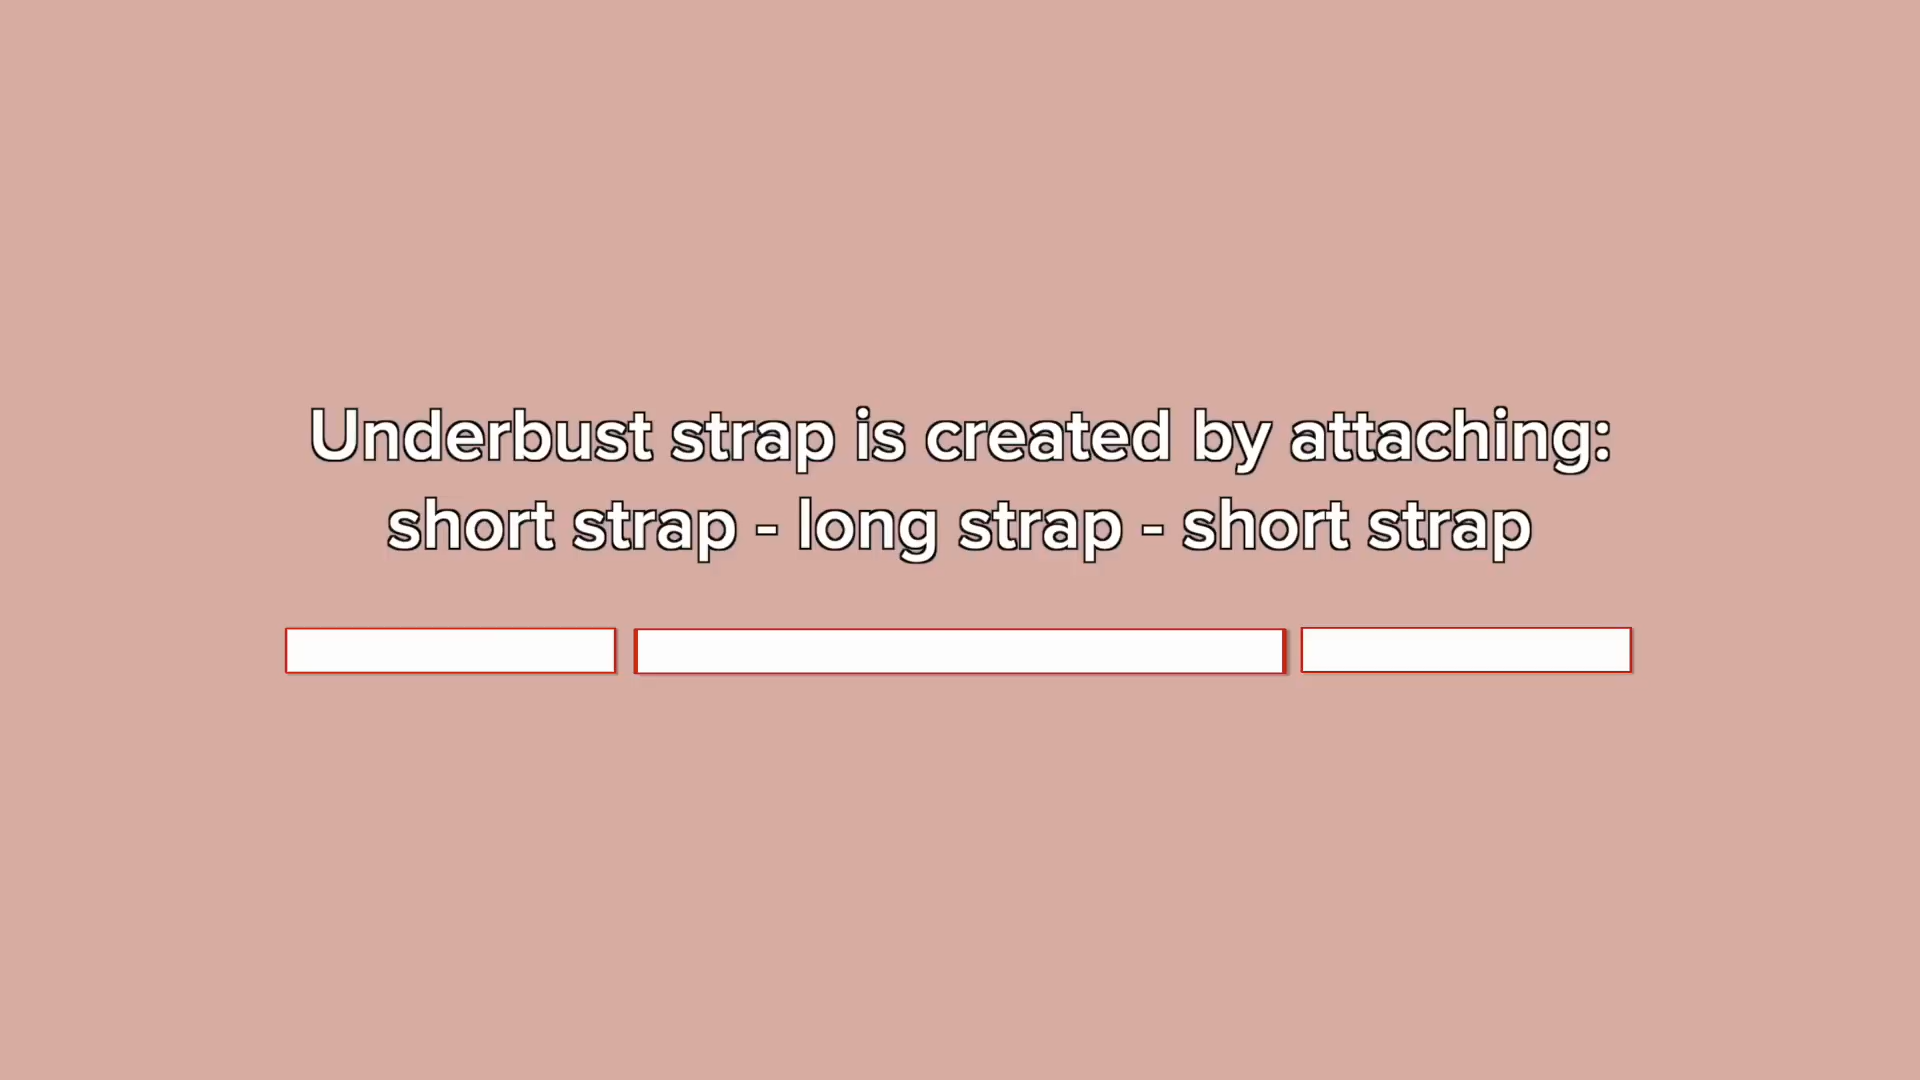 Underbust strap is created by attaching:
short strap - long strap - short strap